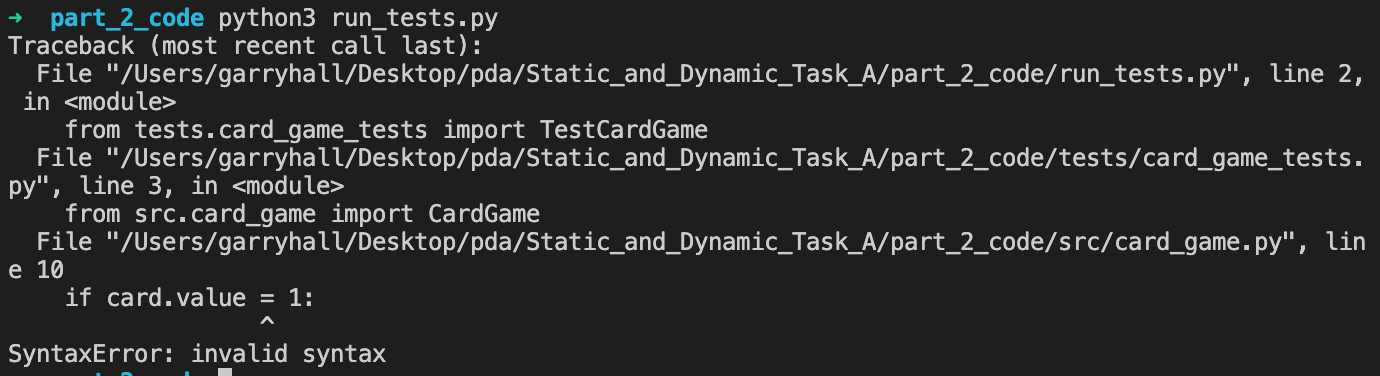 → part_2_code python3 run_tests.py
Traceback (most recent call last):
  File "/Users/garryhall/Desktop/pda/Static_and_Dynamic_Task_A/part_2_code/run_tests.py", line 2,
 in <module>
    from tests.card_game_tests import TestCardGame
  File "/Users/garryhall/Desktop/pda/Static_and_Dynamic_Task_A/part_2_code/tests/card_game_tests.
py", line 3, in <module>
    from src.card_game import CardGame
  File "/Users/garryhall/Desktop/pda/Static_and_Dynamic_Task_A/part_2_code/src/card_game.py", lin
e 10
    if card.value = 1:
                  ^
SyntaxError: invalid syntax